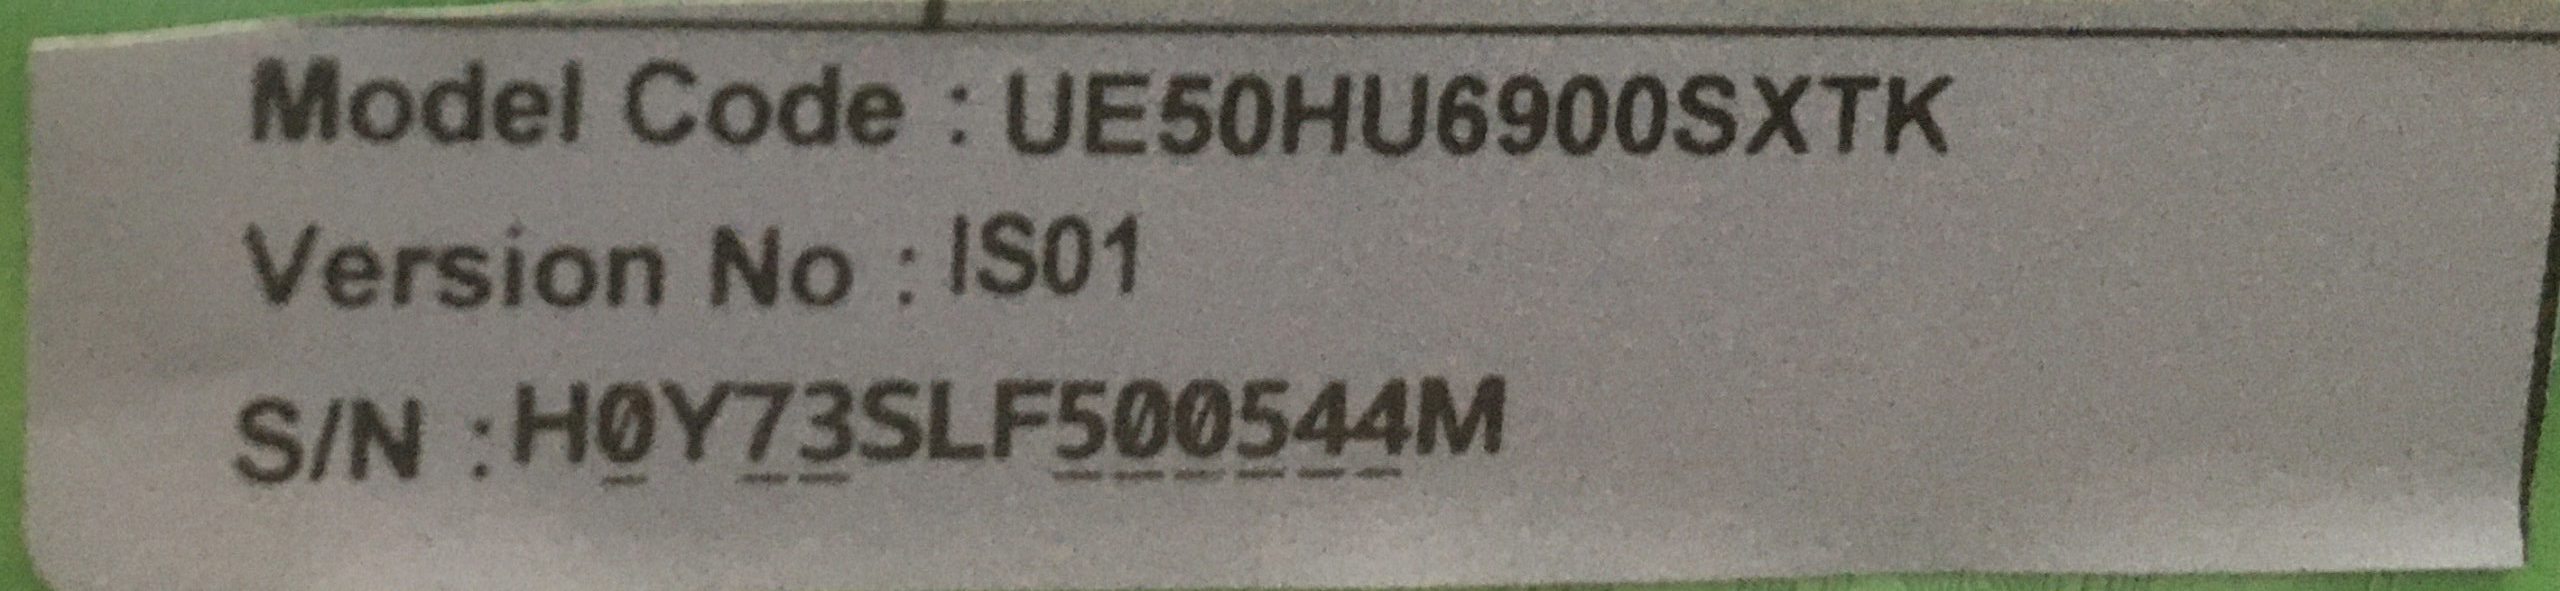 Model Code : UE50HU6900SXTK
Version No : IS01
S/N : H0Y73SLF500544M